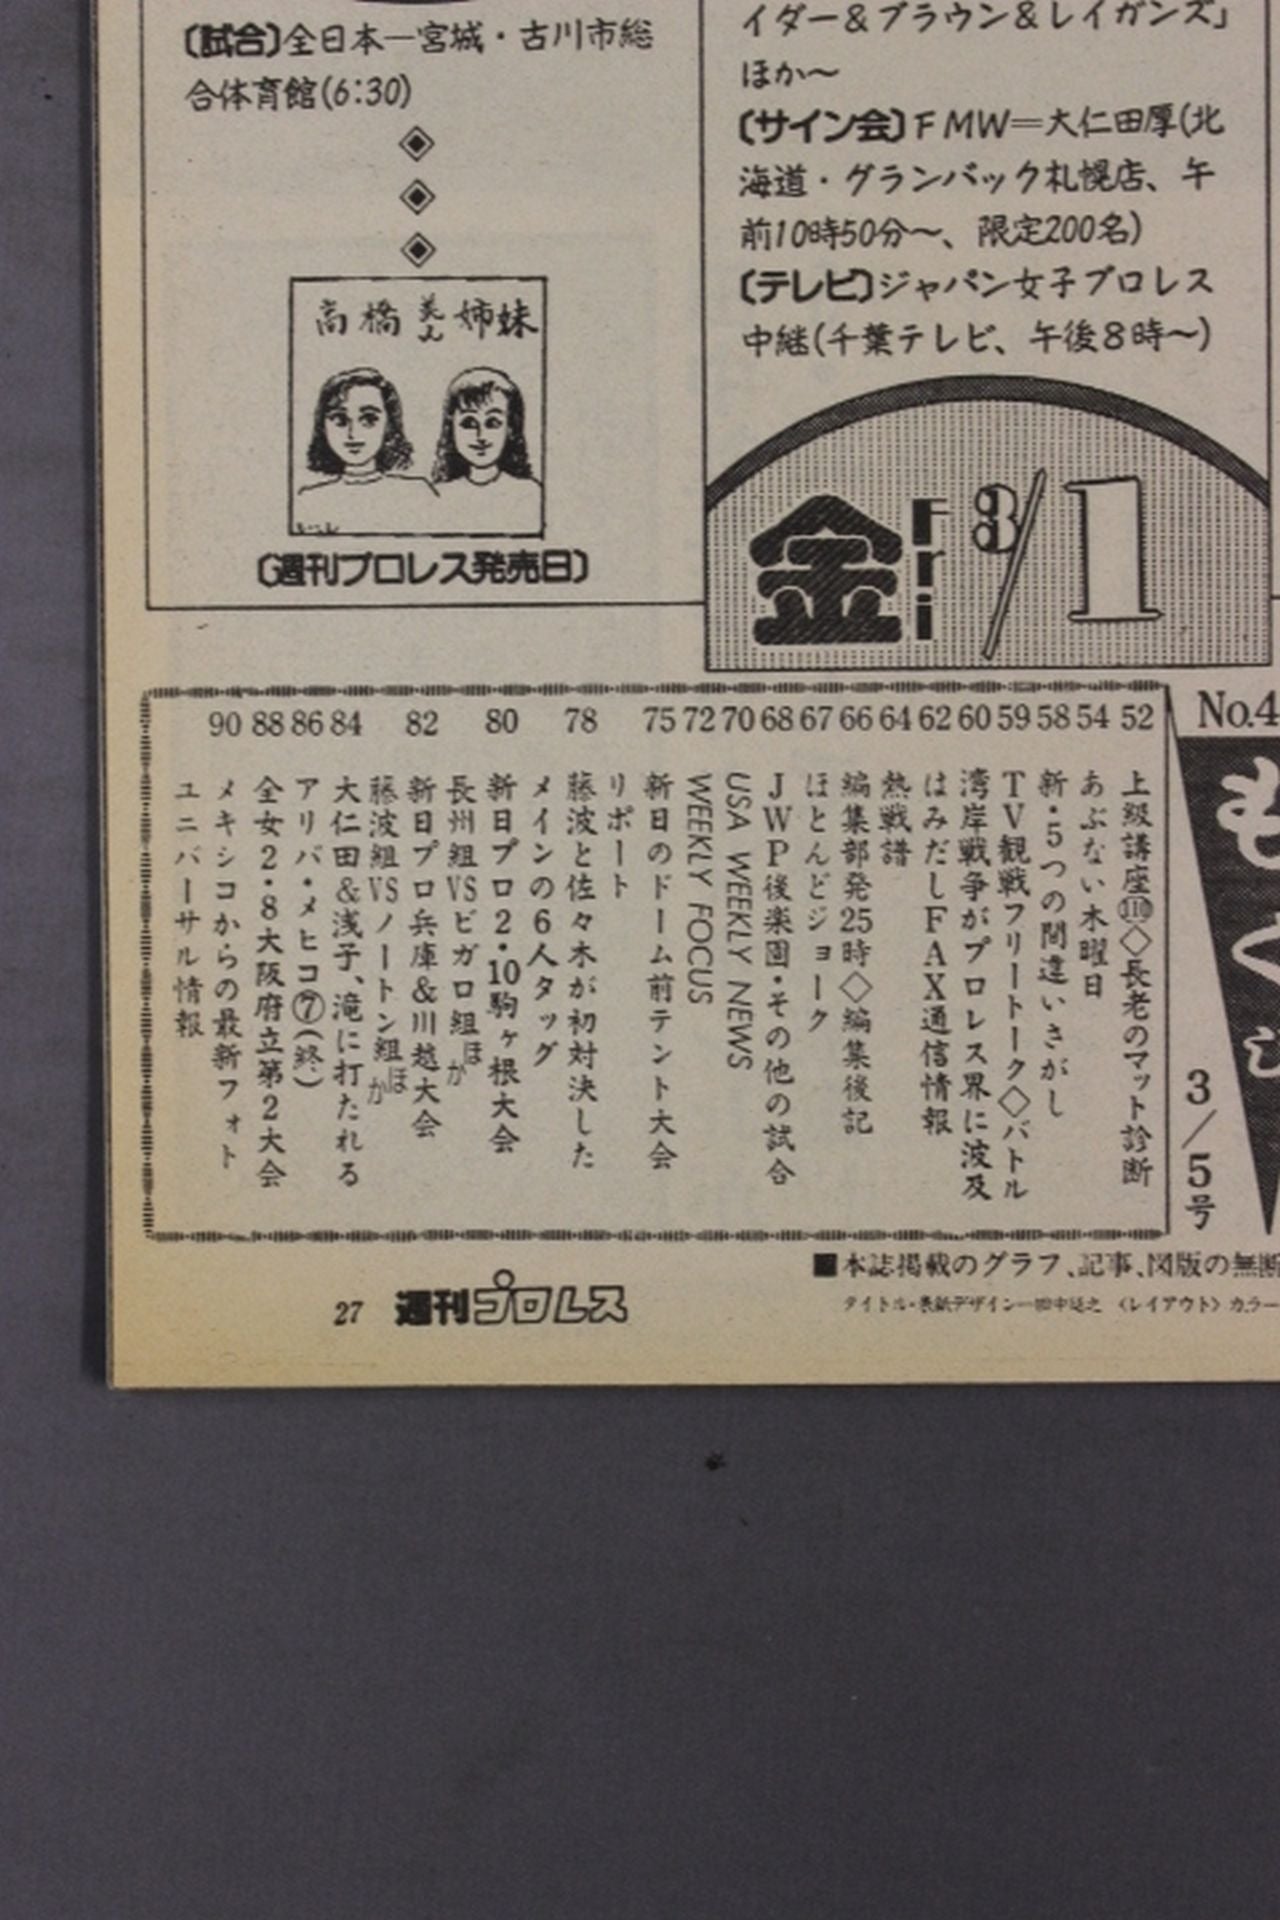 〔試合〕全日本―宮城・古川市総
合体育館(6:30)
高橋美人姉妹
〔週刊プロレス発売日〕
イダー&ブラウン&レイガンズ」
ほか〜
〔サイン会〕FMW=大仁田厚(北
海道・グランバック札幌店、午
前10時50分〜、限定200名)
〔テレビ〕ジャパン女子プロレス
中継(千葉テレビ、午後8時〜)
金 Fri 3/1
No.4
もくじ
3/5号
52 上級講座⑩◇長老のマット診断
54 あぶない木曜日
58 新・5つの間違いさがし
59 TV観戦フリートーク◇バトル
60 湾岸戦争がプロレス界に波及
62 はみだしFAX通信情報
64 熱戦譜
66 編集部発25時◇編集後記
67 ほとんどジョーク
68 JWP後楽園・その他の試合
70 USA WEEKLY NEWS
72 WEEKLY FOCUS
75 新日のドーム前テント大会
リポート
78 藤波と佐々木が初対決した
メインの6人タッグ
80 新日プロ2・10駒ヶ根大会
長州組VSビガロ組ほか
82 新日プロ兵庫&川越大会
藤波組VSノートン組ほか
84 大仁田&浅子、滝に打たれる
86 アリバ・メヒコ⑦(終)
88 全女2・8大阪府立第2大会
90 メキシコからの最新フォト
ユニバーサル情報
■本誌掲載のグラフ、記事、図版の無断
27 週刊プロレス